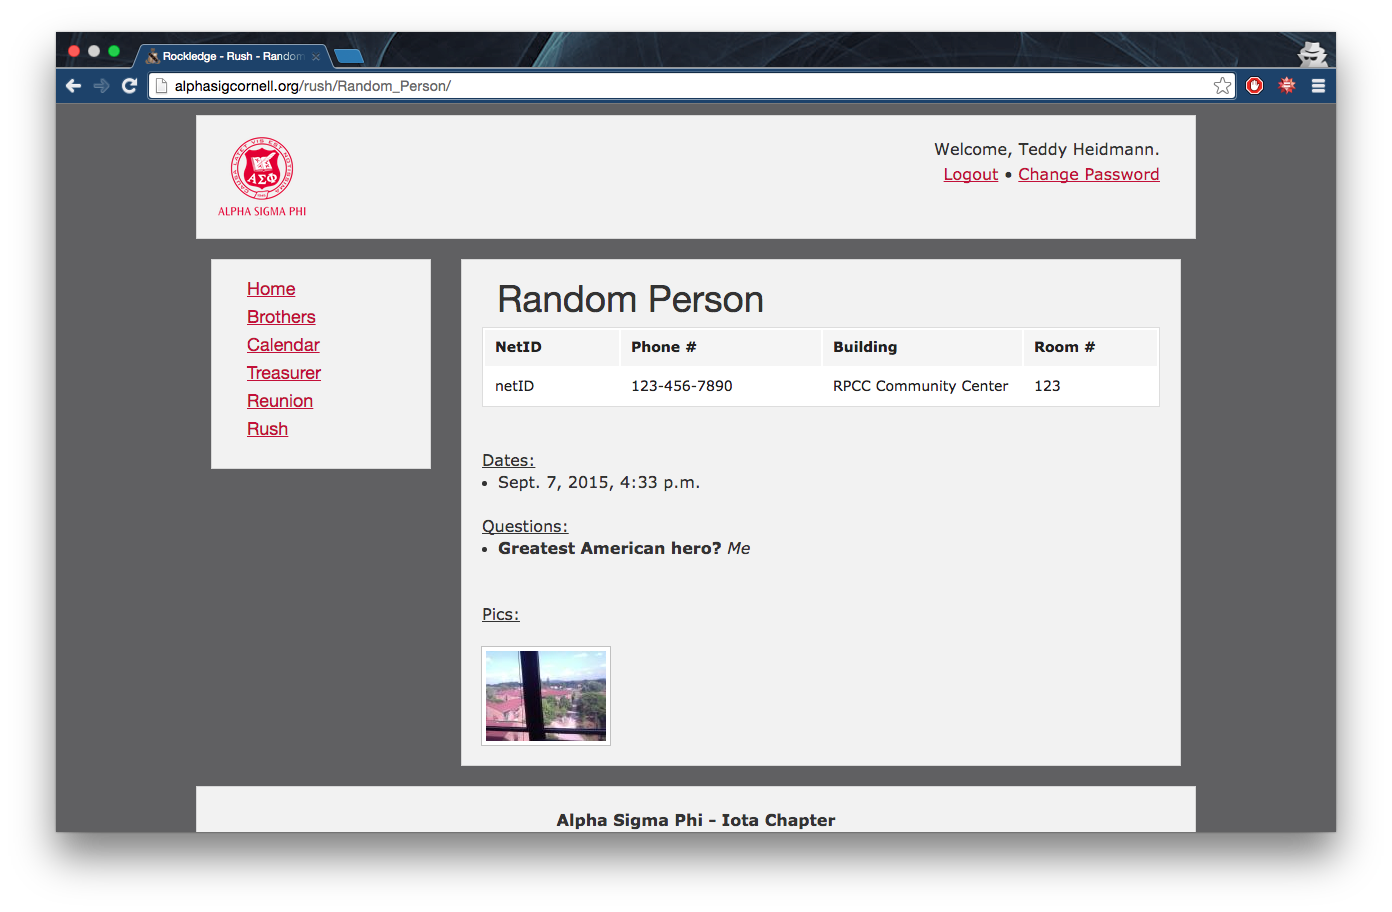 Rockledge - Rush - Random
alphasigcornell.org/rush/Random_Person/
ΑΣΦ
ALPHA SIGMA PHI
Welcome, Teddy Heidmann.
Logout • Change Password
Home
Brothers
Calendar
Treasurer
Reunion
Rush
Random Person
NetID Phone # Building Room #
netID 123-456-7890 RPCC Community Center 123
Dates:
• Sept. 7, 2015, 4:33 p.m.
Questions:
• Greatest American hero? Me
Pics:
Alpha Sigma Phi - Iota Chapter